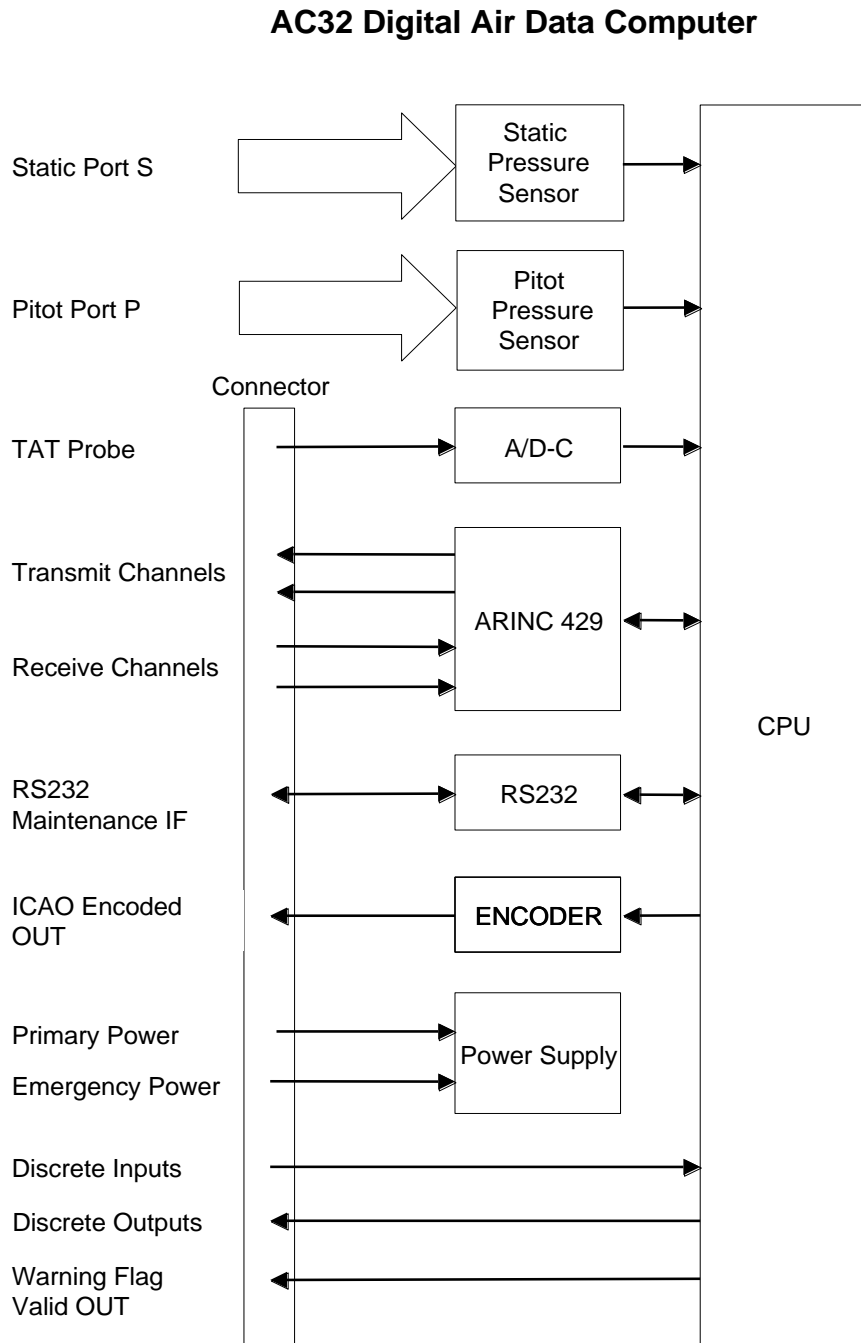 AC32 Digital Air Data Computer
Static Port S
Static
Pressure
Sensor
Pitot Port P
Pitot
Pressure
Sensor
Connector
TAT Probe
A/D-C
Transmit Channels
ARINC 429
Receive Channels
CPU
RS232
Maintenance IF
RS232
ICAO Encoded
OUT
ENCODER
Primary Power
Power Supply
Emergency Power
Discrete Inputs
Discrete Outputs
Warning Flag
Valid OUT